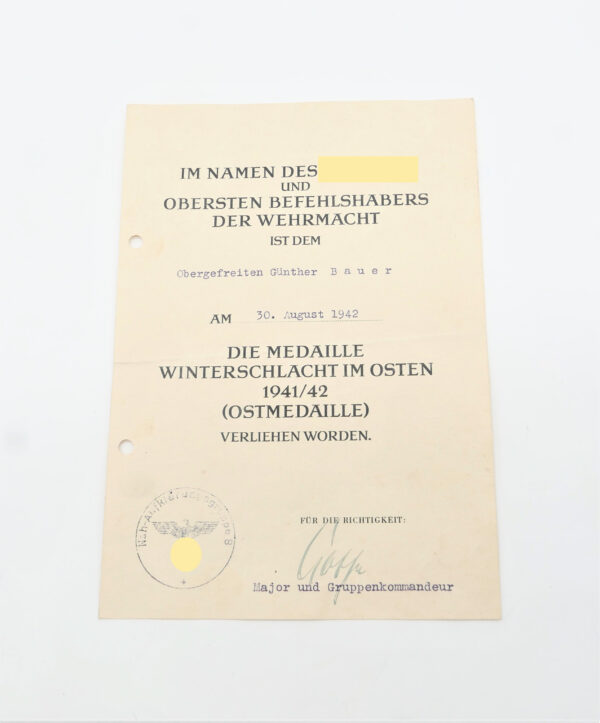 IM NAMEN DES
UND
OBERSTEN BEFEHLSHABERS
DER WEHRMACHT
IST DEM
Obergefreiten Günther B a u e r
AM 30. August 1942
DIE MEDAILLE
WINTERSCHLACHT IM OSTEN
1941/42
(OSTMEDAILLE)
VERLIEHEN WORDEN.
FÜR DIE RICHTIGKEIT:
Major und Gruppenkommandeur